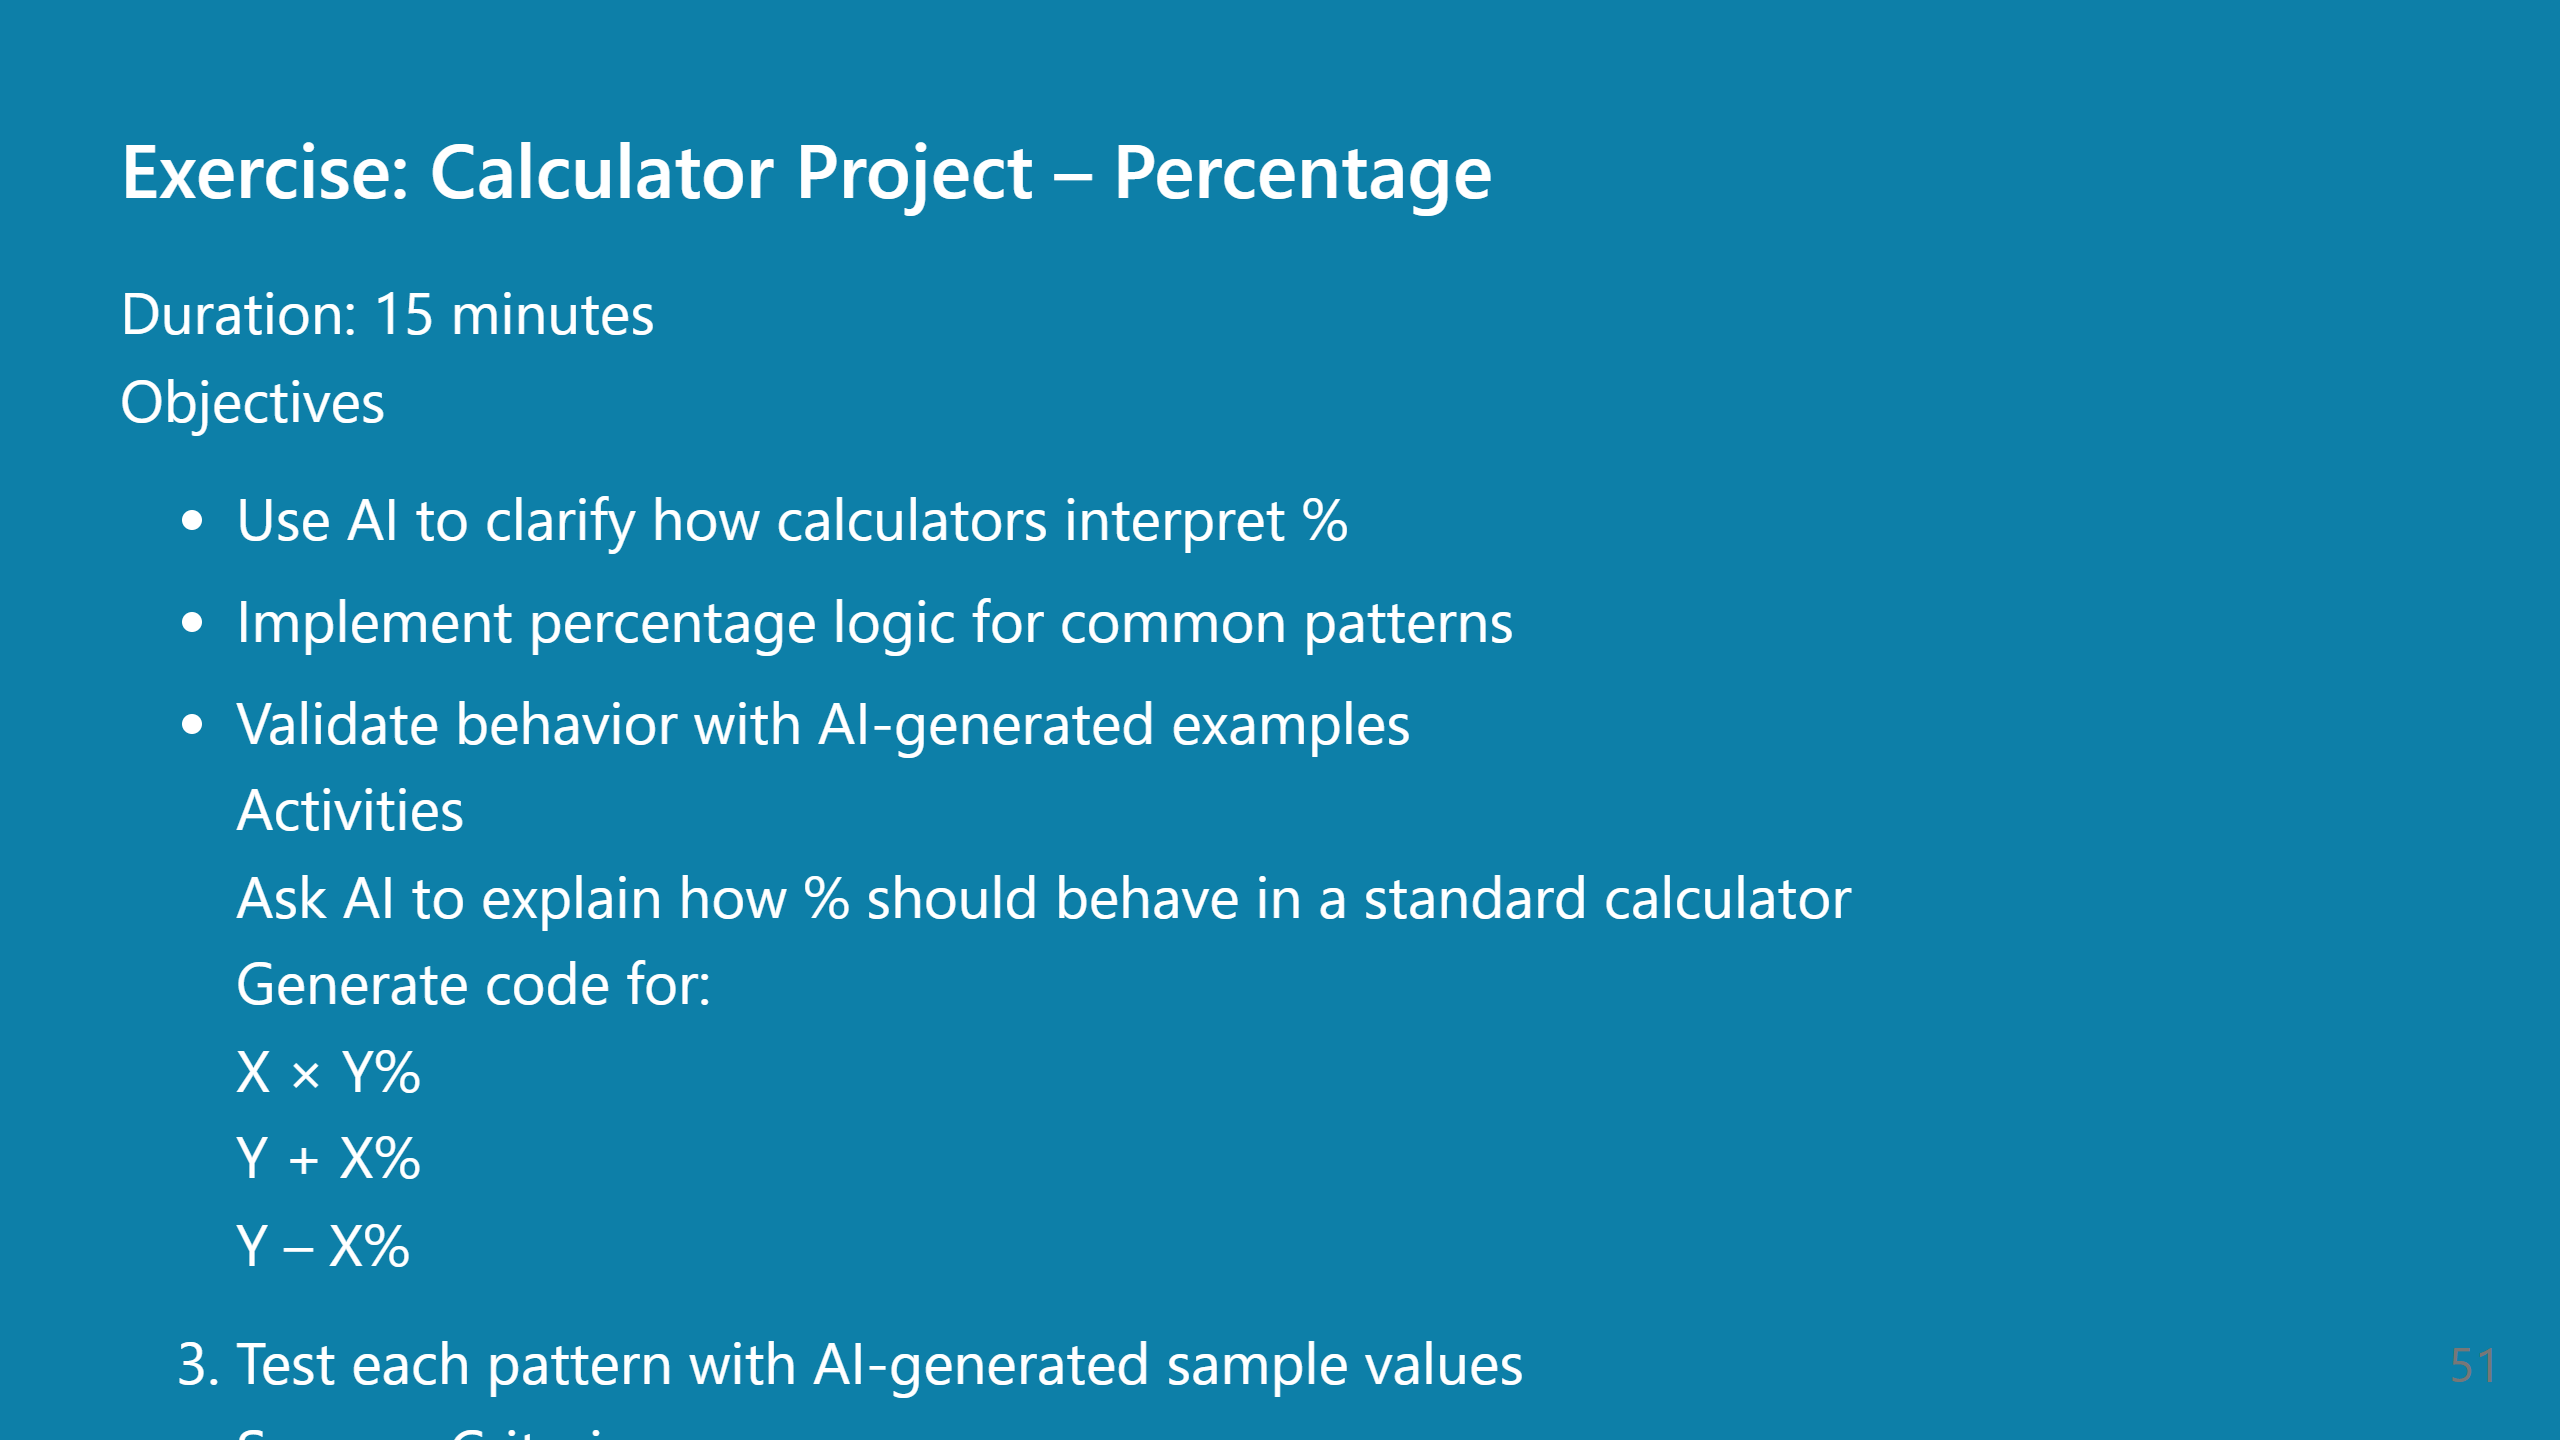 Exercise: Calculator Project – Percentage
Duration: 15 minutes
Objectives
• Use AI to clarify how calculators interpret %
• Implement percentage logic for common patterns
• Validate behavior with AI-generated examples
Activities
Ask AI to explain how % should behave in a standard calculator
Generate code for:
X × Y%
Y + X%
Y – X%
3. Test each pattern with AI-generated sample values
51